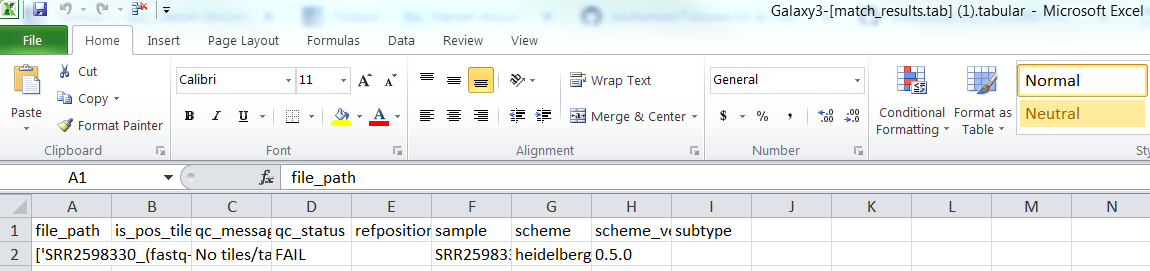 Galaxy3-[match_results.tab] (1).tabular - Microsoft Excel
File Home Insert Page Layout Formulas Data Review View
Paste
Cut
Copy
Format Painter
Clipboard
Calibri 11
B I U
Font
Wrap Text
Merge & Center
Alignment
General
$ % , .00
Number
Conditional Formatting
Format as Table
Normal
Neutral
A1 fx file_path
A B C D E F G H I J K L M N
1 file_path is_pos_tile qc_messag qc_status refposition sample scheme scheme_ve subtype
2 ['SRR2598330_(fastq- No tiles/ta FAIL SRR25983 heidelberg 0.5.0